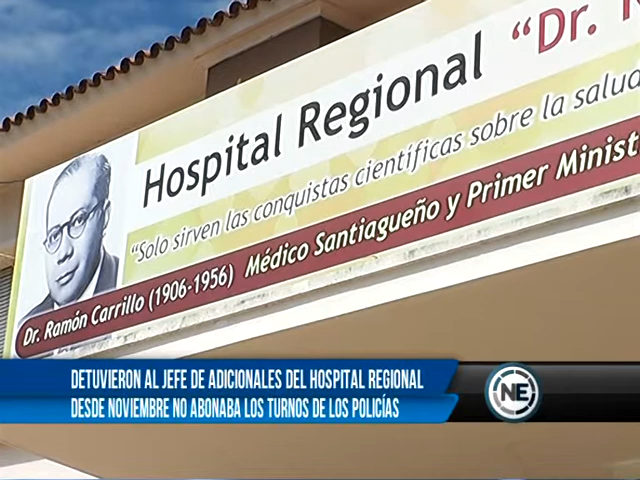 Hospital Regional "Dr. R
"Solo sirven las conquistas científicas sobre la salud
Dr. Ramón Carrillo (1906-1956) Médico Santiagueño y Primer Minist
DETUVIERON AL JEFE DE ADICIONALES DEL HOSPITAL REGIONAL
DESDE NOVIEMBRE NO ABONABA LOS TURNOS DE LOS POLICÍAS
NE